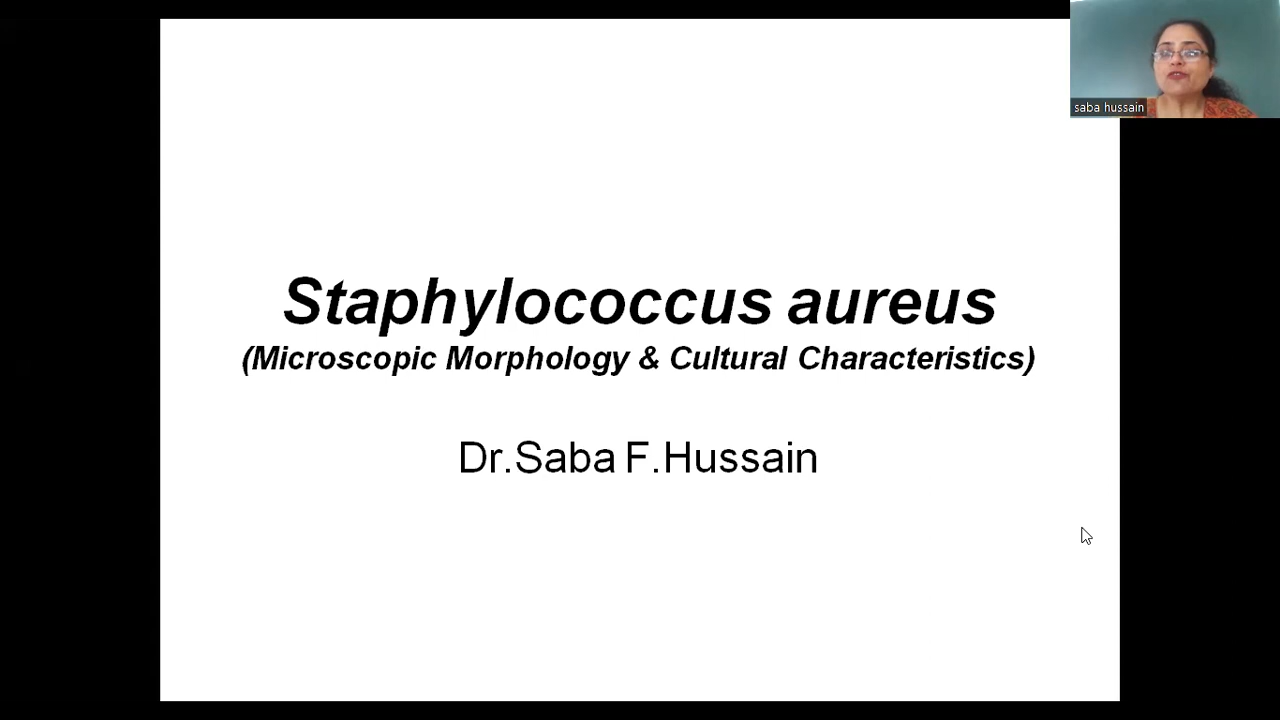 saba hussain
Staphylococcus aureus
(Microscopic Morphology & Cultural Characteristics)
Dr.Saba F.Hussain